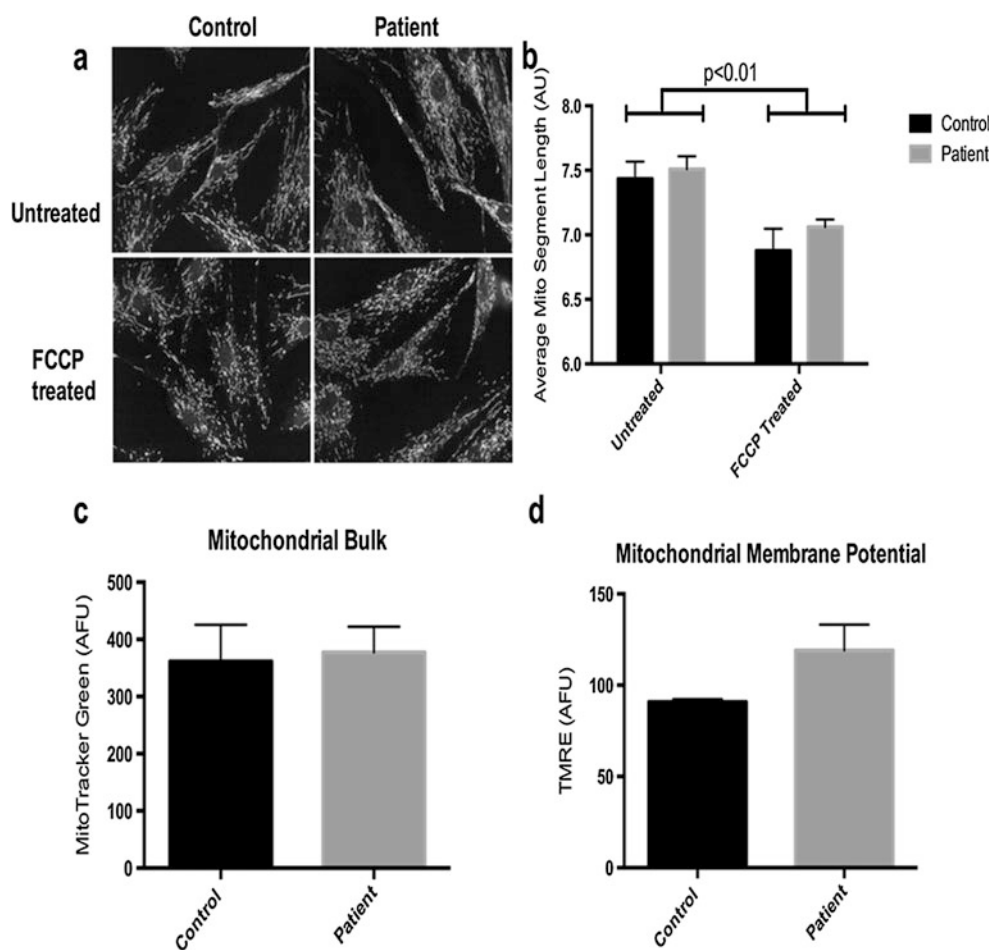 Control Patient
a
Untreated
FCCP
treated
b
p<0.01
Average Mito Segment Length (AU)
8.0
7.5
7.0
6.5
6.0
Untreated
FCCP Treated
Control
Patient
c
Mitochondrial Bulk
MitoTracker Green (AFU)
500
400
300
200
100
0
Control
Patient
d
Mitochondrial Membrane Potential
TMRE (AFU)
150
100
50
0
Control
Patient